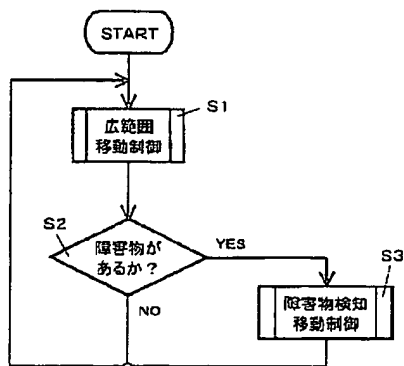 START
S1
広範囲
移動制御
S2
障害物が
あるか？
YES
S3
NO
障害物検知
移動制御